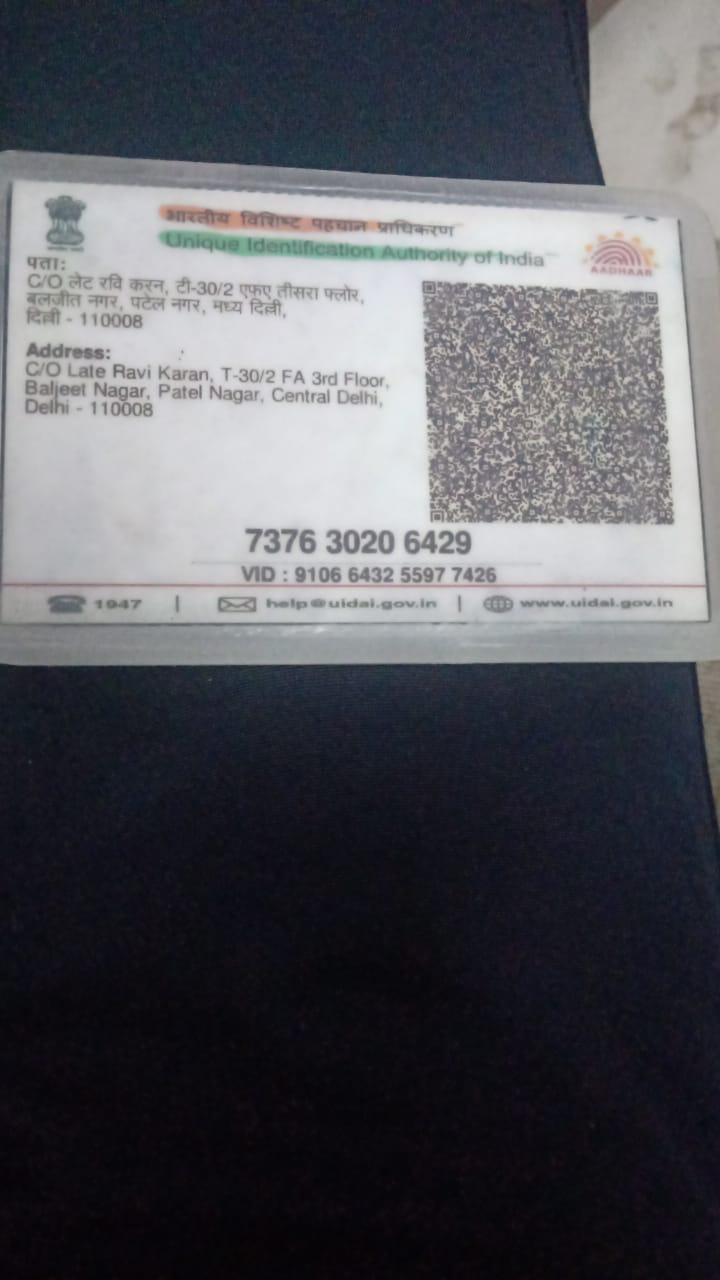 भारतीय विशिष्ट पहचान प्राधिकरण
Unique Identification Authority of India
AADHAAR
पता:
C/O लेट रवि करन, टी-30/2 एफए तीसरा फ्लोर,
बलजीत नगर, पटेल नगर, मध्य दिल्ली,
दिल्ली - 110008
Address:
C/O Late Ravi Karan, T-30/2 FA 3rd Floor,
Baljeet Nagar, Patel Nagar, Central Delhi,
Delhi - 110008
7376 3020 6429
VID : 9106 6432 5597 7426
1947 | help@uidai.gov.in | www.uidai.gov.in